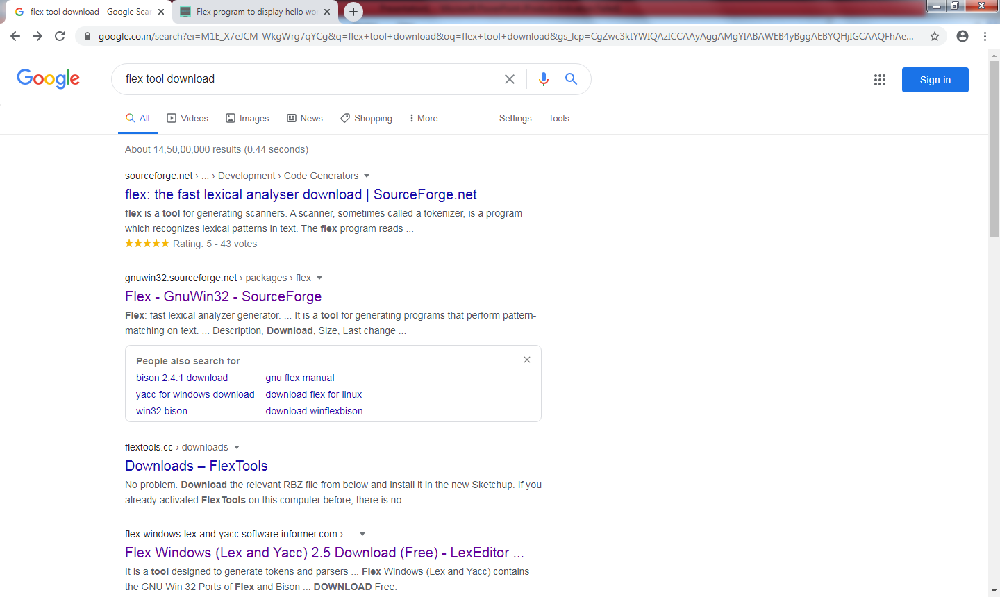 flex tool download - Google Sear
Flex program to display hello wo
google.co.in/search?ei=M1E_X7eJCM-WkgWrg7qYCg&q=flex+tool+download&oq=flex+tool+download&gs_lcp=CgZwc3ktYWIQAzICCAAyAggAMgYIABAWEB4yBggAEBYQHjIGCAAQFhAe...
Google
flex tool download
Sign in
All Videos Images News Shopping More Settings Tools
About 14,50,00,000 results (0.44 seconds)
sourceforge.net › ... › Development › Code Generators
flex: the fast lexical analyser download | SourceForge.net
flex is a tool for generating scanners. A scanner, sometimes called a tokenizer, is a program
which recognizes lexical patterns in text. The flex program reads ...
Rating: 5 - 43 votes
gnuwin32.sourceforge.net › packages › flex
Flex - GnuWin32 - SourceForge
Flex: fast lexical analyzer generator. ... It is a tool for generating programs that perform pattern-
matching on text. ... Description, Download, Size, Last change ...
People also search for
bison 2.4.1 download gnu flex manual
yacc for windows download download flex for linux
win32 bison download winflexbison
flextools.cc › downloads
Downloads – FlexTools
No problem. Download the relevant RBZ file from below and install it in the new Sketchup. If you
already activated FlexTools on this computer before, there is no ...
flex-windows-lex-and-yacc.software.informer.com › ...
Flex Windows (Lex and Yacc) 2.5 Download (Free) - LexEditor ...
It is a tool designed to generate tokens and parsers ... Flex Windows (Lex and Yacc) contains
the GNU Win 32 Ports of Flex and Bison ... DOWNLOAD Free.